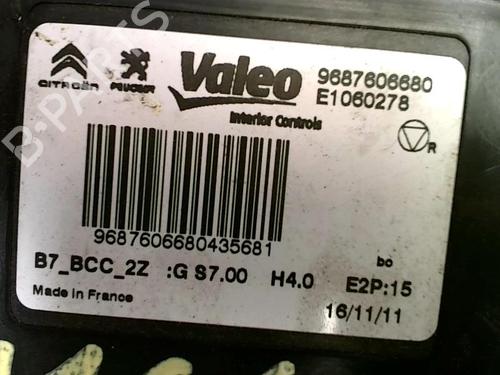 CITROËN PEUGEOT Valeo 9687606680
E1060278
Interior Controls
R
9687606680435681
bo
B7_BCC_2Z :G S7.00 H4.0 E2P:15
Made in France 16/11/11
B-PARTS